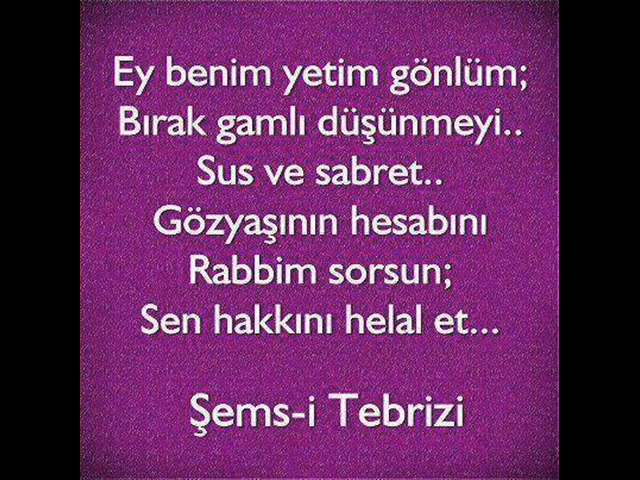 Ey benim yetim gönlüm;
Bırak gamlı düşünmeyi..
Sus ve sabret..
Gözyaşının hesabını
Rabbim sorsun;
Sen hakkını helal et...
Şems-i Tebrizi